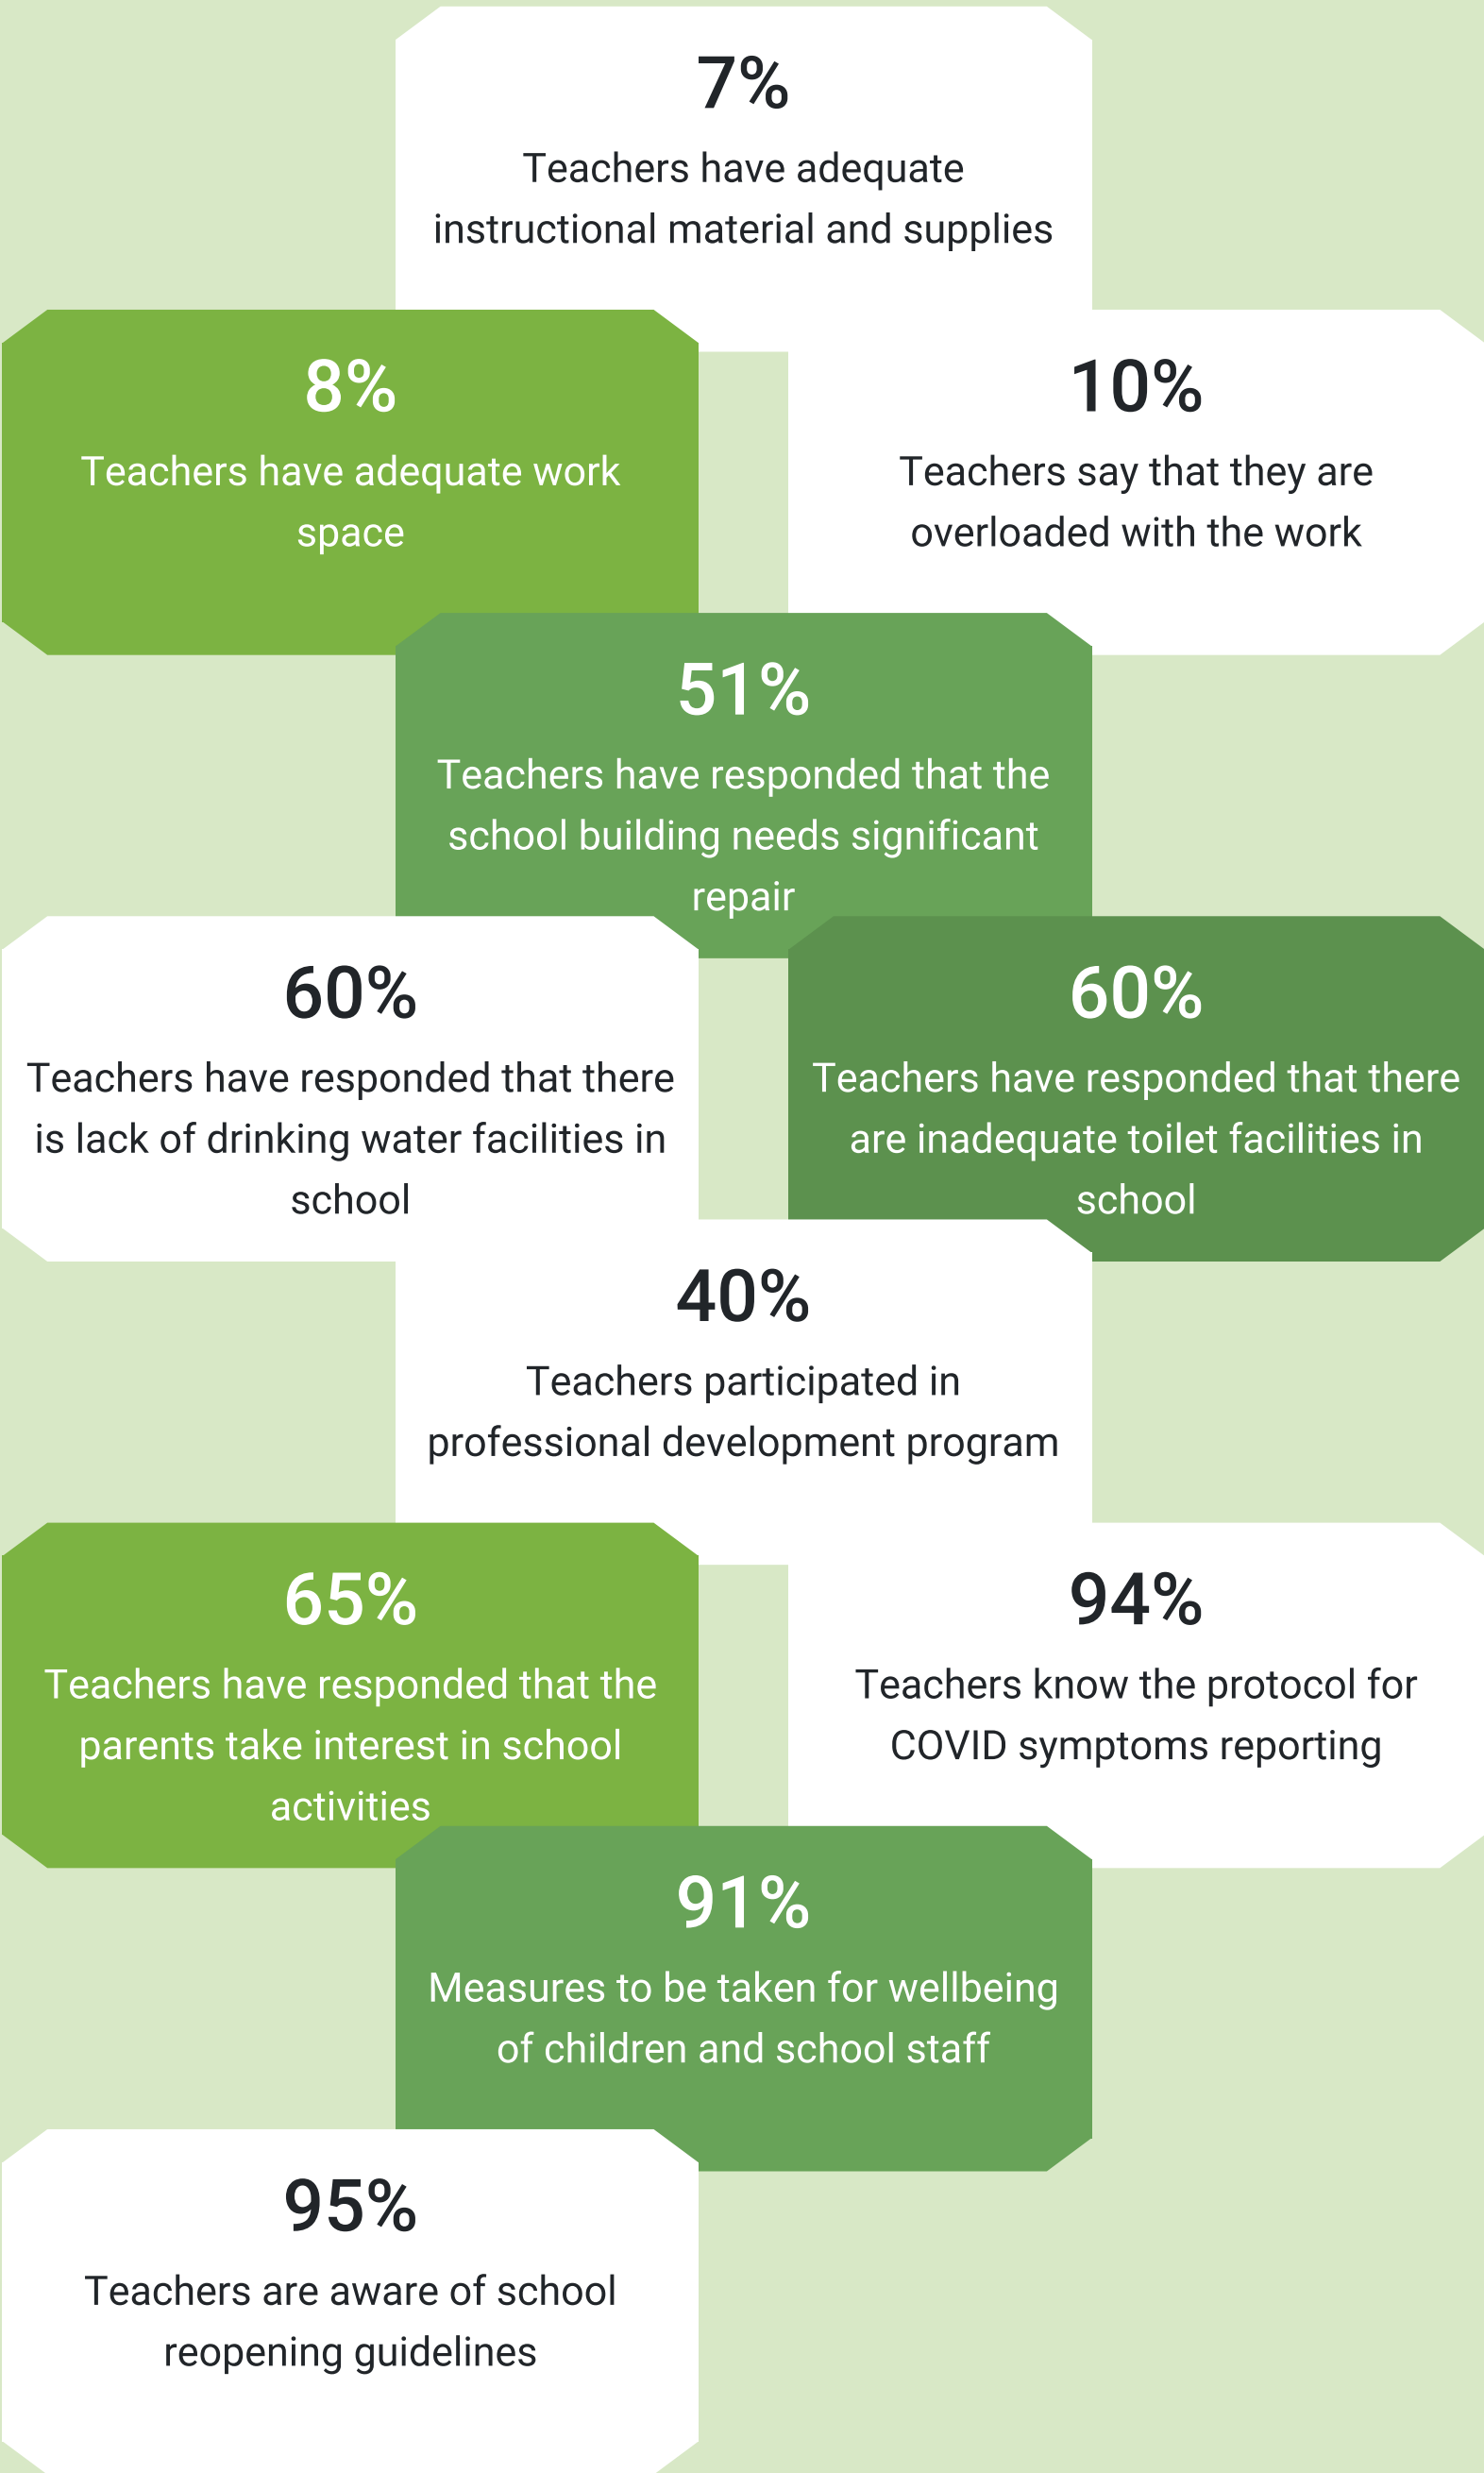 7%
Teachers have adequate
instructional material and supplies
8%
Teachers have adequate work
space
10%
Teachers say that they are
overloaded with the work
51%
Teachers have responded that the
school building needs significant
repair
60%
Teachers have responded that there
is lack of drinking water facilities in
school
60%
Teachers have responded that there
are inadequate toilet facilities in
school
40%
Teachers participated in
professional development program
65%
Teachers have responded that the
parents take interest in school
activities
94%
Teachers know the protocol for
COVID symptoms reporting
91%
Measures to be taken for wellbeing
of children and school staff
95%
Teachers are aware of school
reopening guidelines